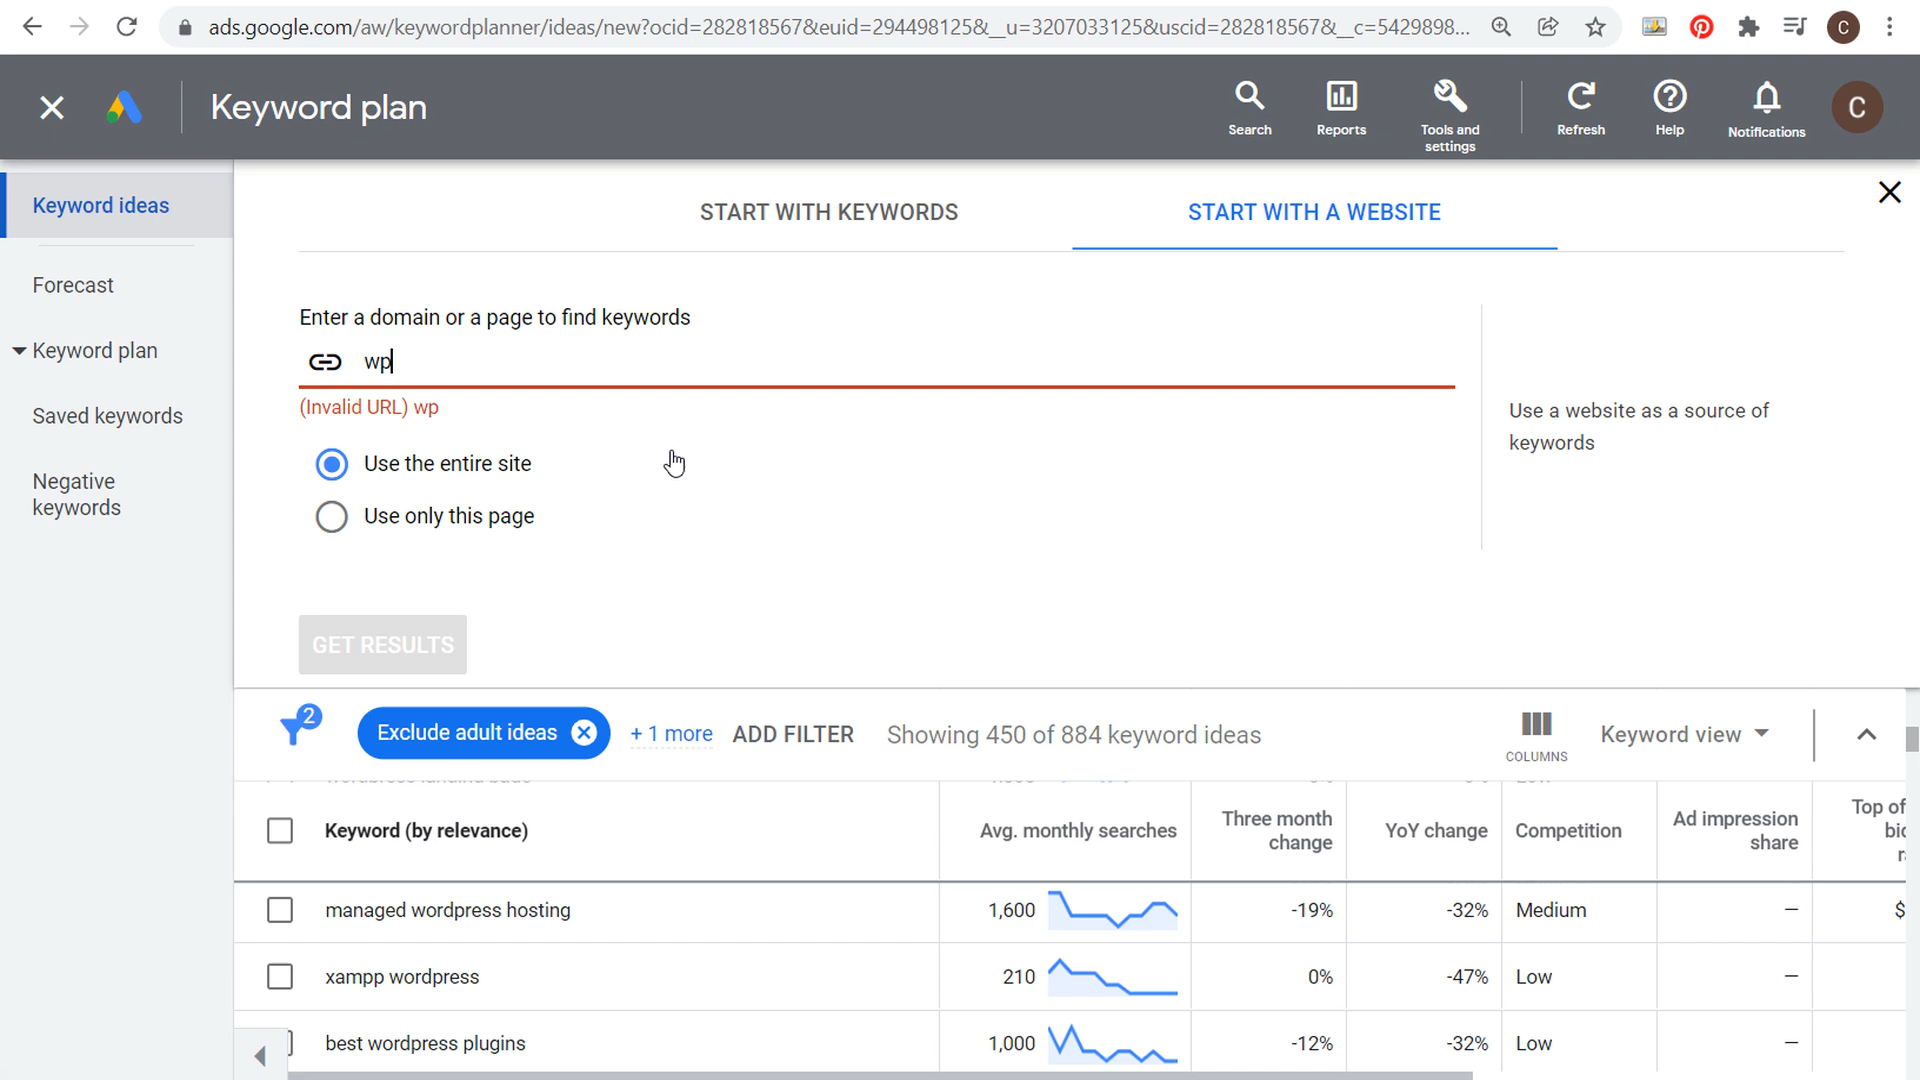 ads.google.com/aw/keywordplanner/ideas/new?ocid=282818567&euid=294498125&__u=3207033125&uscid=282818567&__c=5429898...
C
Keyword plan
Search
Reports
Tools and
settings
Refresh
Help
Notifications
C
Keyword ideas
Forecast
Keyword plan
Saved keywords
Negative
keywords
START WITH KEYWORDS
START WITH A WEBSITE
Enter a domain or a page to find keywords
wp
(Invalid URL) wp
Use the entire site
Use only this page
Use a website as a source of
keywords
GET RESULTS
2
Exclude adult ideas
+ 1 more
ADD FILTER
Showing 450 of 884 keyword ideas
COLUMNS
Keyword view
Keyword (by relevance)
Avg. monthly searches
Three month
change
YoY change
Competition
Ad impression
share
Top of
managed wordpress hosting
1,600
-19%
-32%
Medium
—
$
xampp wordpress
210
0%
-47%
Low
—
best wordpress plugins
1,000
-12%
-32%
Low
—